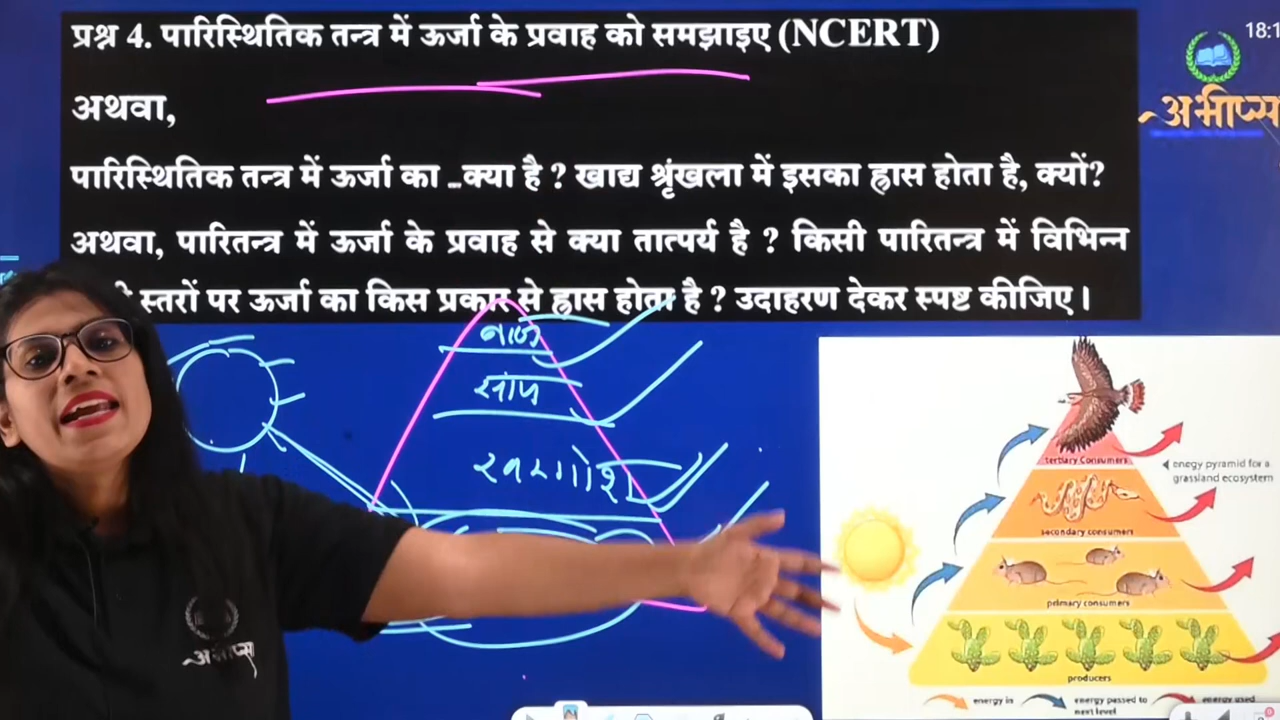 प्रश्न 4. पारिस्थितिक तन्त्र में ऊर्जा के प्रवाह को समझाइए (NCERT)
18:1
अथवा,
अभीप्स
पारिस्थितिक तन्त्र में ऊर्जा का क्या है ? खाद्य श्रृंखला में इसका ह्रास होता है, क्यों?
अथवा, पारितन्त्र में ऊर्जा के प्रवाह से क्या तात्पर्य है ? किसी पारितन्त्र में विभिन्न
स्तरों पर ऊर्जा का किस प्रकार से ह्रास होता है ? उदाहरण देकर स्पष्ट कीजिए।
बाज
सांप
खरगोश
tertiary Consumers
enegy pyramid for a
grassland ecosystem
secondary consumers
primary consumers
producers
energy in
energy passed to
next level
energy used
अभीप्स